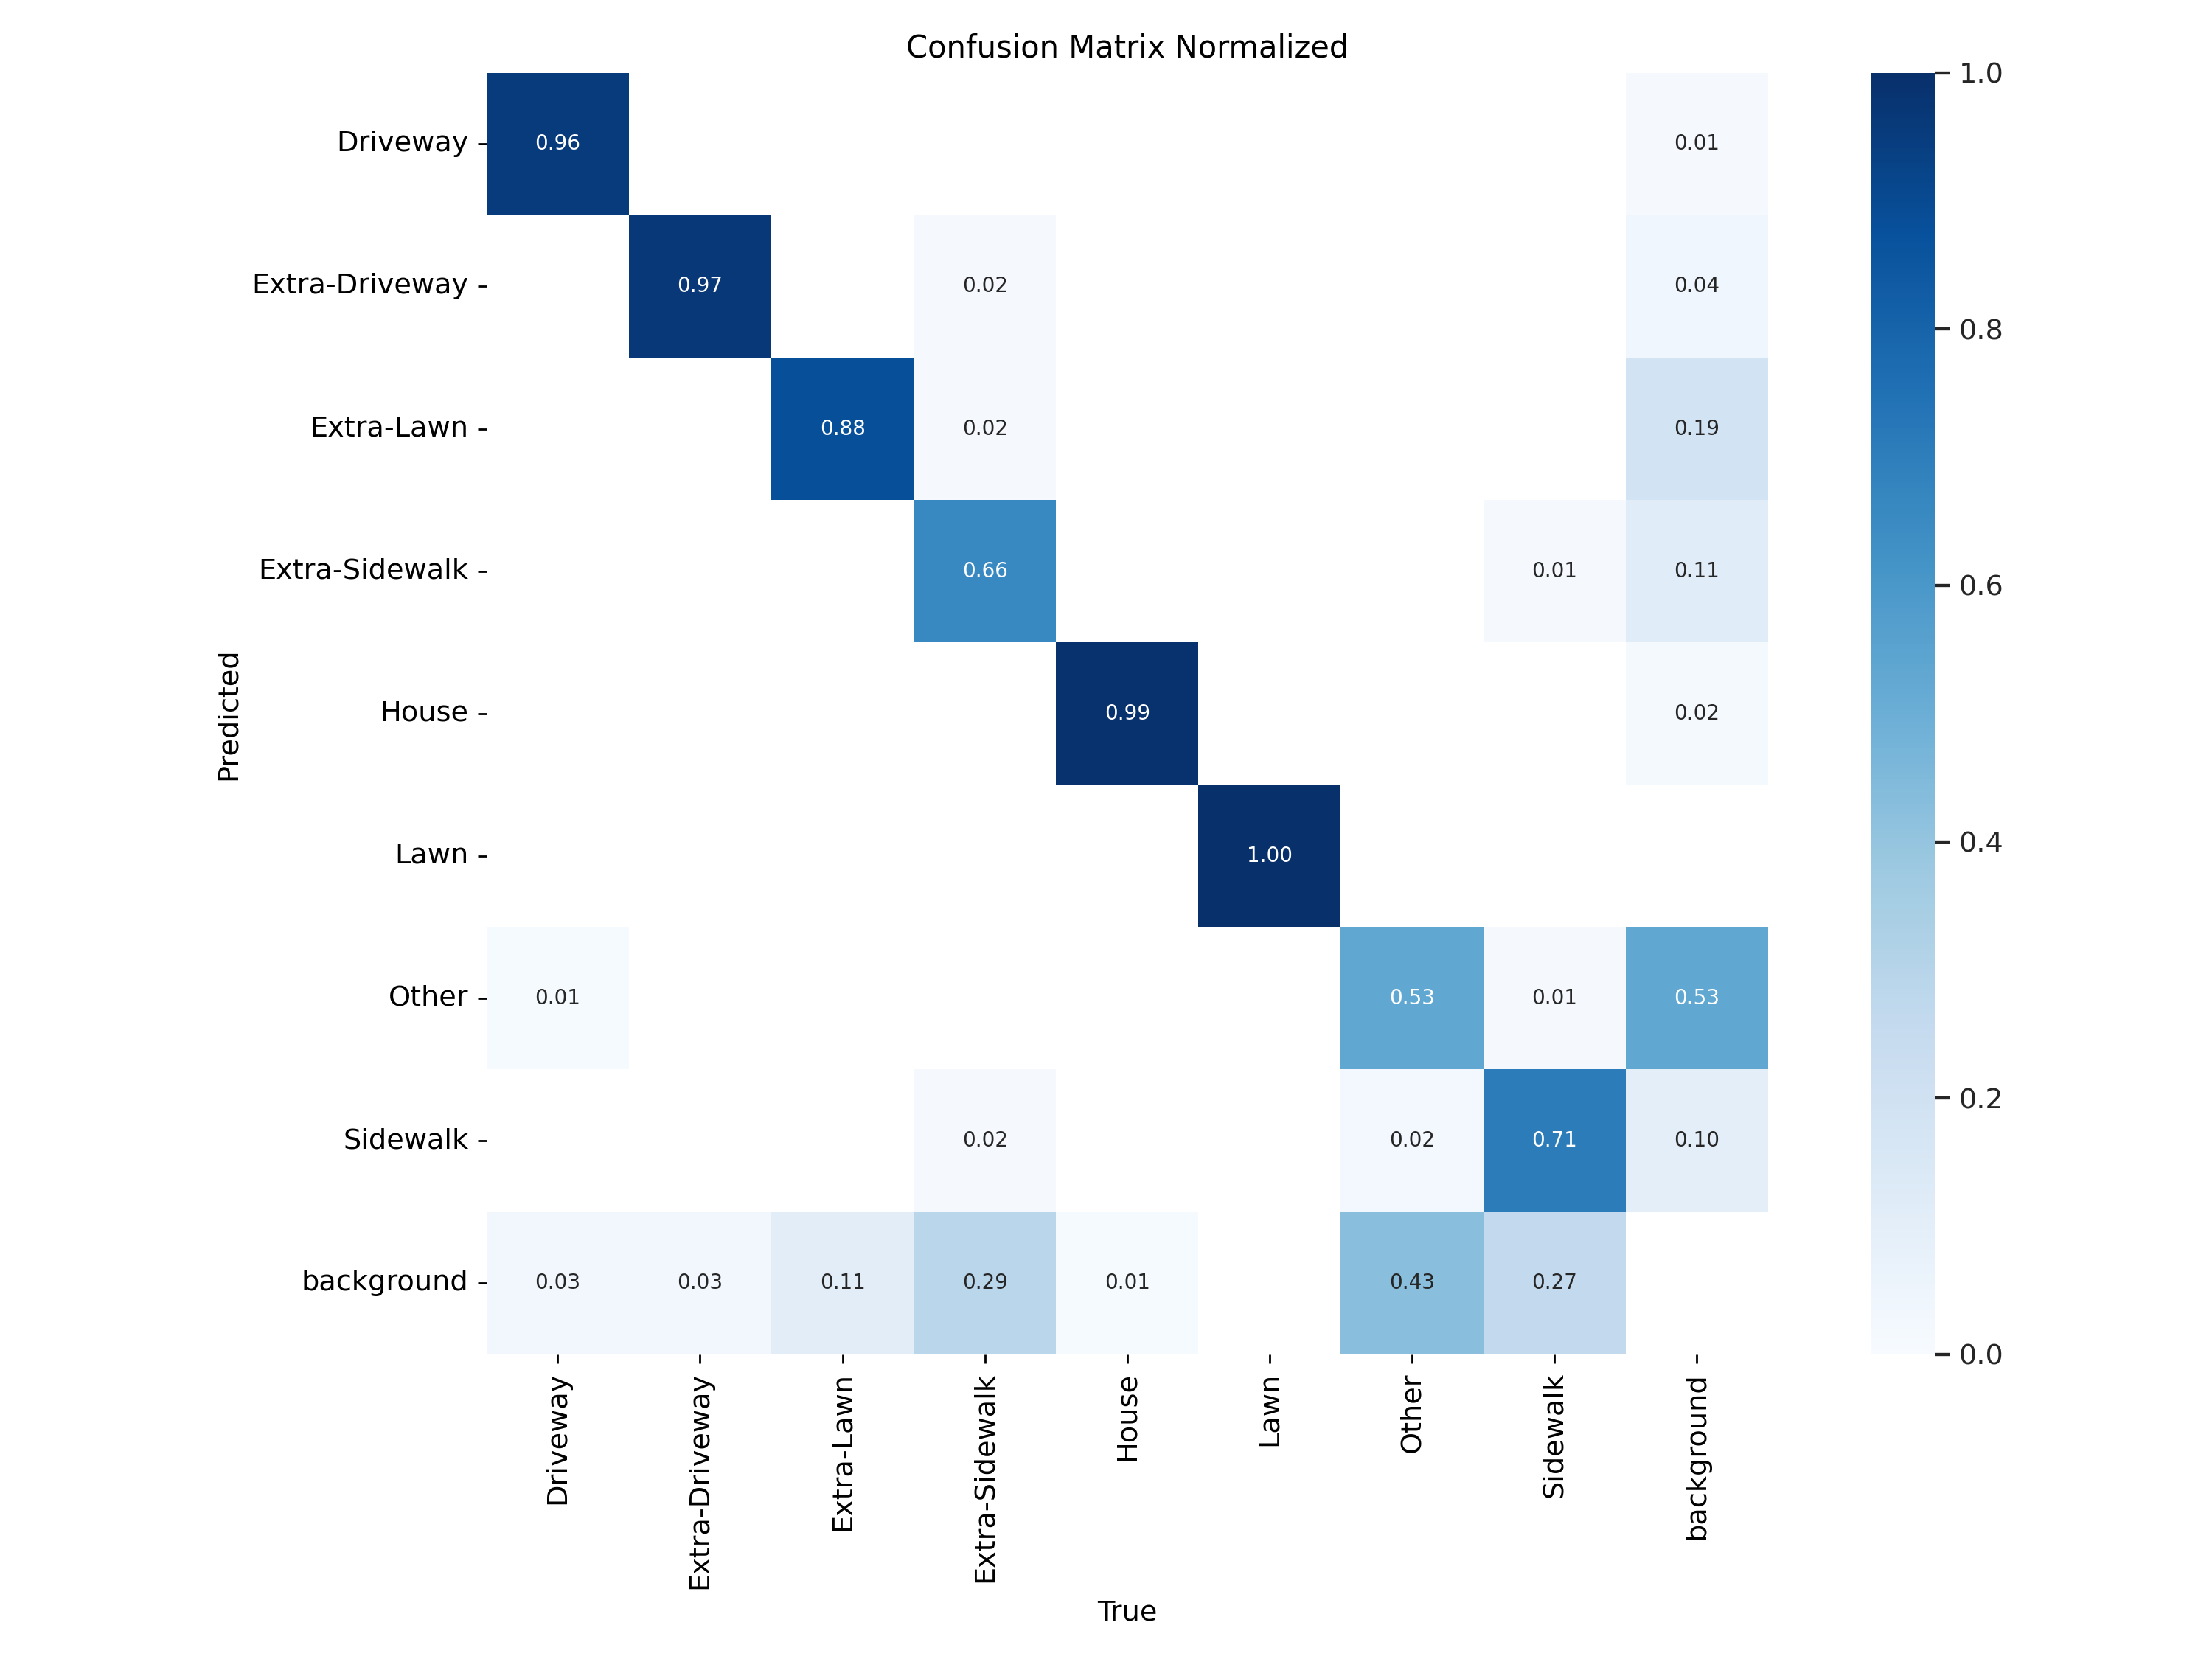 Confusion Matrix Normalized
Driveway
0.96
0.01
Extra-Driveway
0.97
0.02
0.04
Extra-Lawn
0.88
0.02
0.19
Extra-Sidewalk
0.66
0.01
0.11
House
0.99
0.02
Lawn
1.00
Other
0.01
0.53
0.01
0.53
Sidewalk
0.02
0.02
0.71
0.10
background
0.03
0.03
0.11
0.29
0.01
0.43
0.27
Predicted
Driveway
Extra-Driveway
Extra-Lawn
Extra-Sidewalk
House
Lawn
Other
Sidewalk
background
True
1.0
0.8
0.6
0.4
0.2
0.0